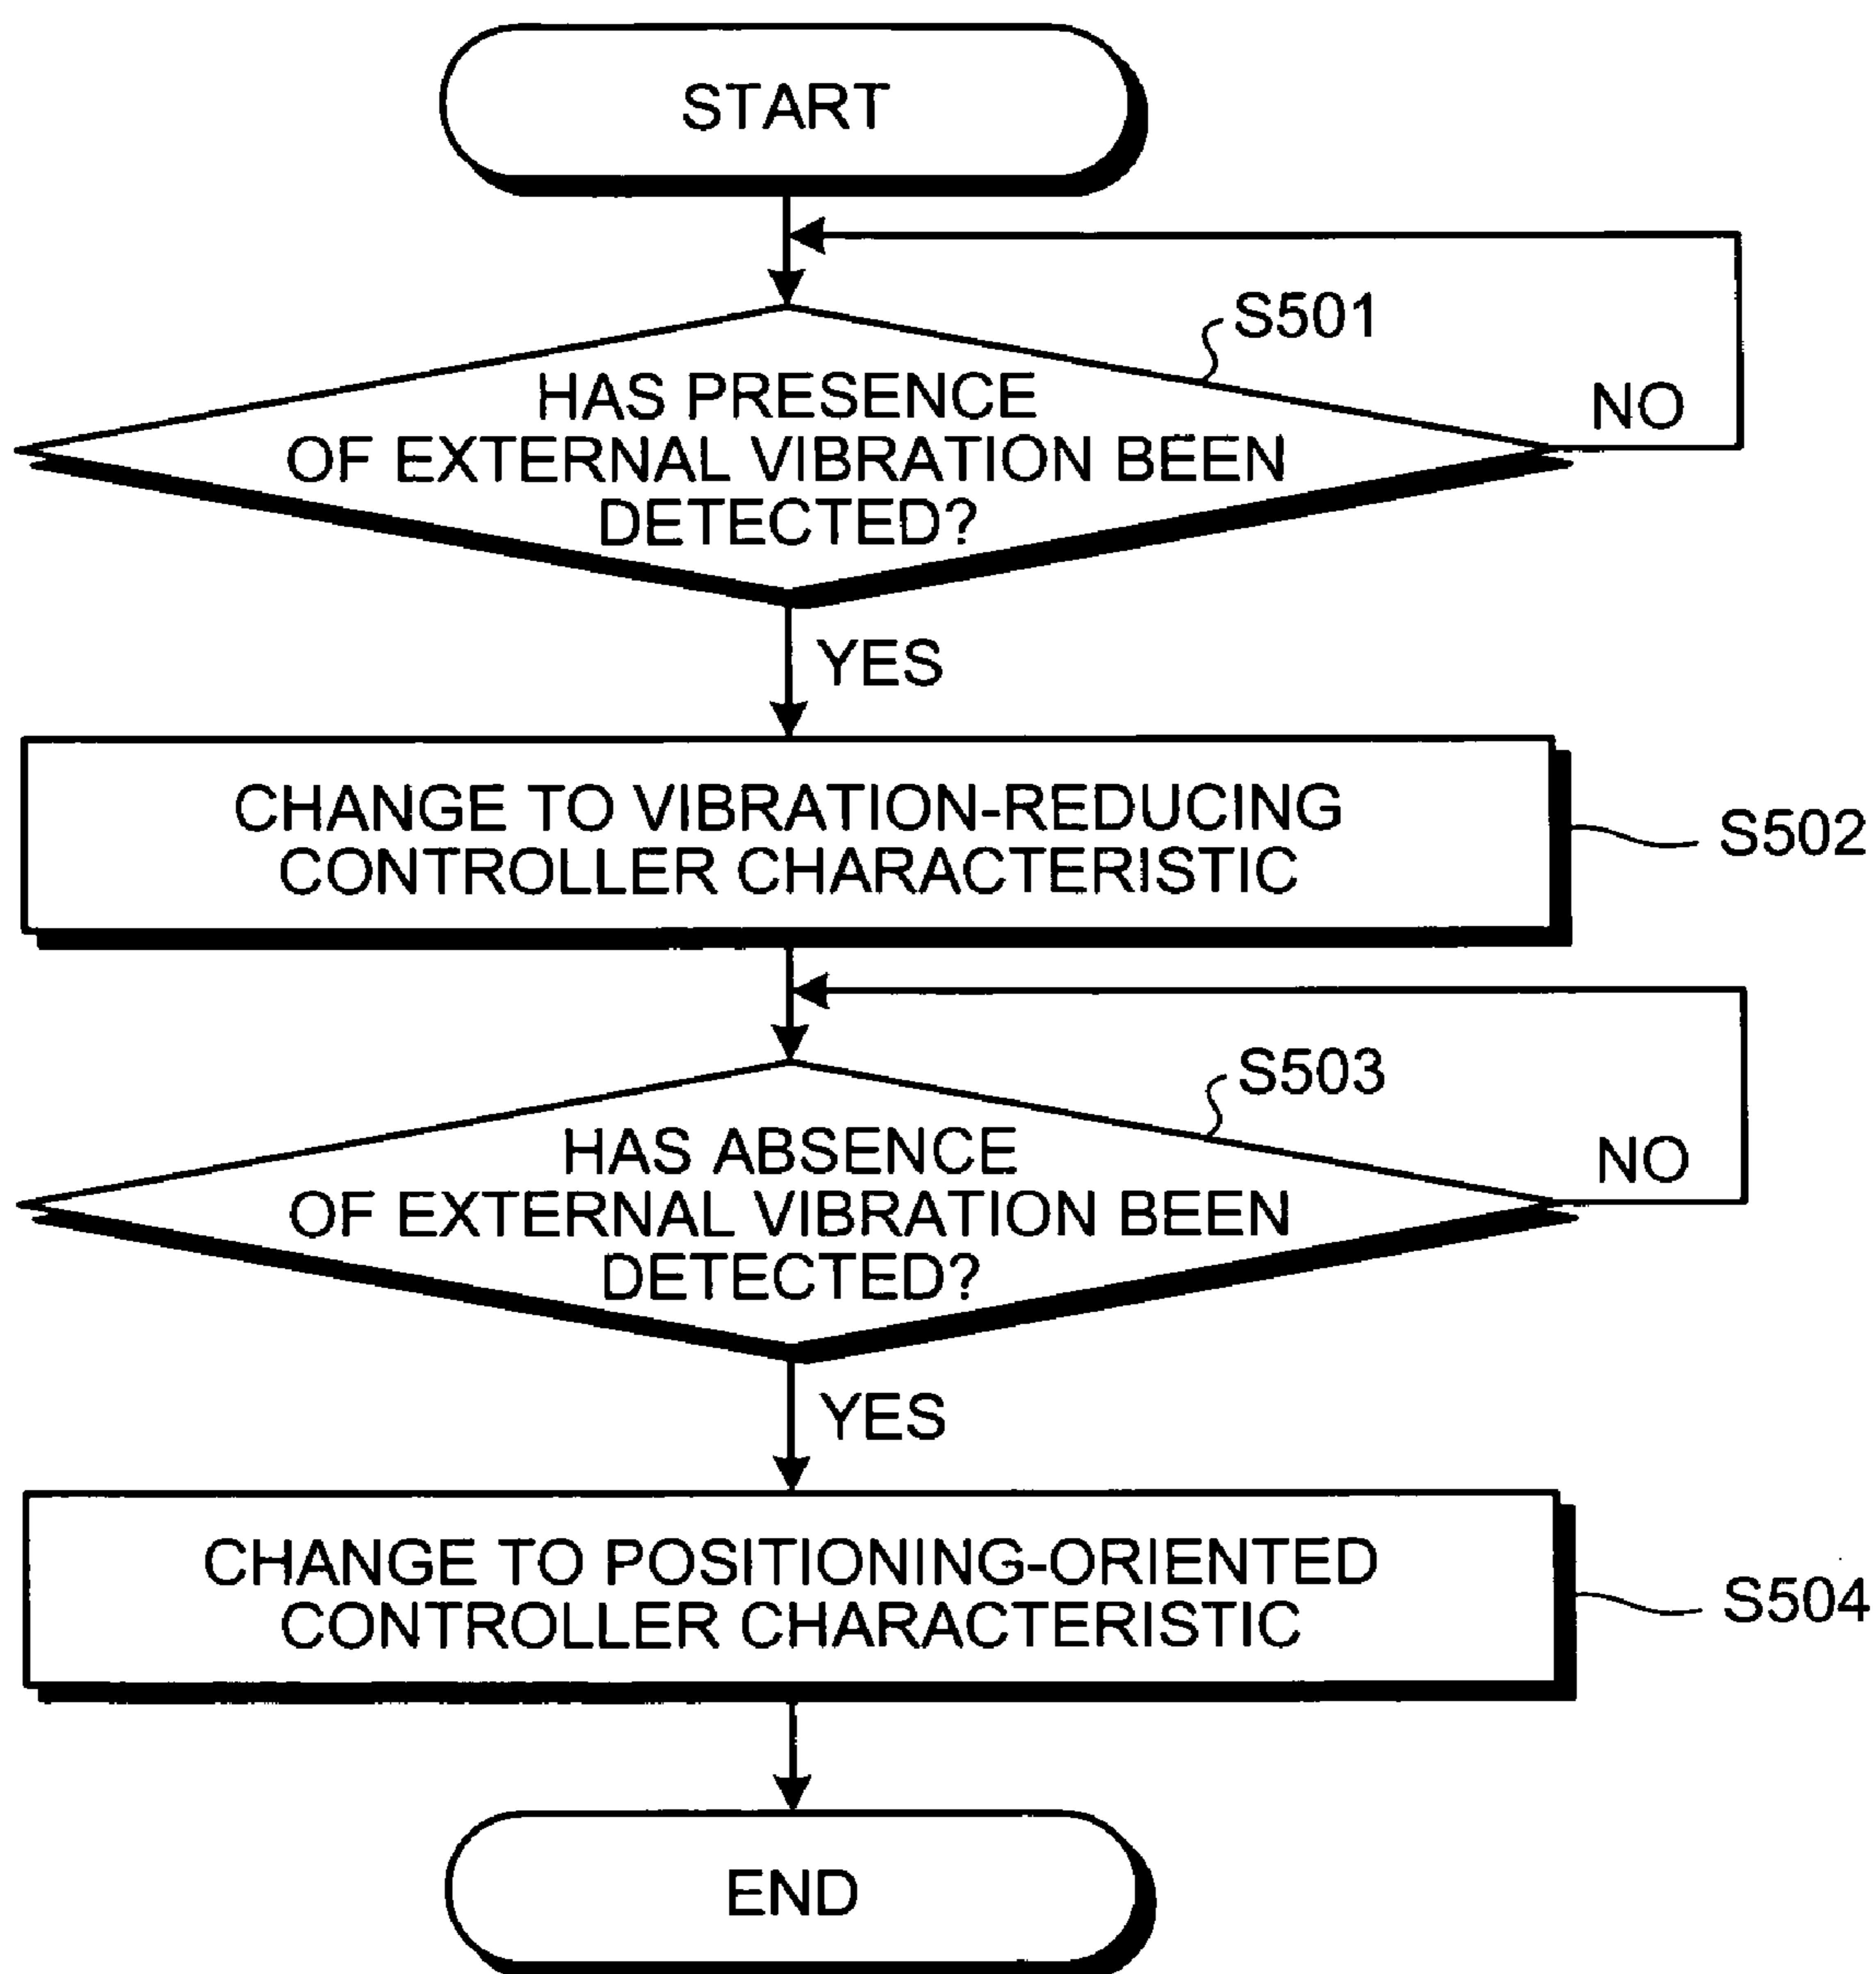 START
S501
HAS PRESENCE
OF EXTERNAL VIBRATION BEEN
DETECTED?
NO
YES
CHANGE TO VIBRATION-REDUCING
CONTROLLER CHARACTERISTIC
S502
S503
HAS ABSENCE
OF EXTERNAL VIBRATION BEEN
DETECTED?
NO
YES
CHANGE TO POSITIONING-ORIENTED
CONTROLLER CHARACTERISTIC
S504
END